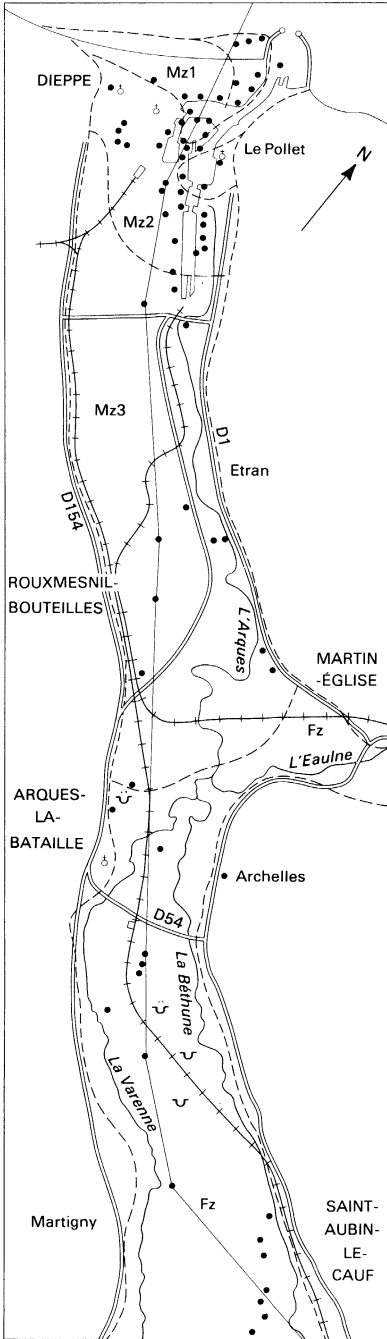 DIEPPE
Mz1
Le Pollet
N
Mz2
Mz3
D1
Etran
D154
ROUXMESNIL-
BOUTEILLES
L'Arques
MARTIN
-ÉGLISE
Fz
L'Eaulne
ARQUES-
LA-
BATAILLE
Archelles
D54
La Béthune
La Varenne
Fz
Martigny
SAINT-
AUBIN-
LE-
CAUF